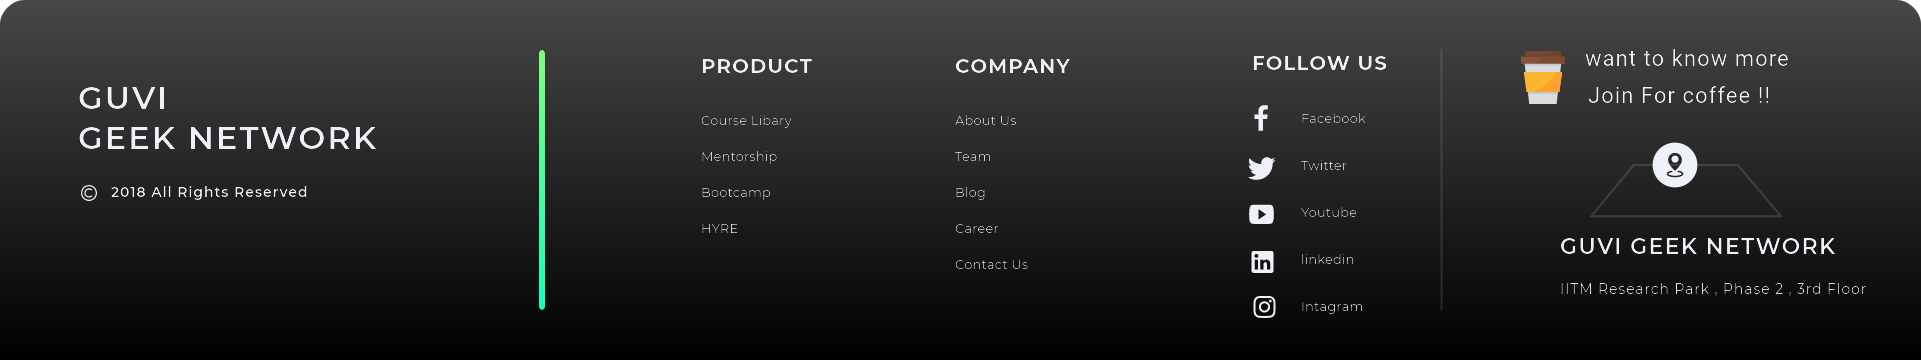 GUVI
GEEK NETWORK
© 2018 All Rights Reserved
PRODUCT
Course Libary
Mentorship
Bootcamp
HYRE
COMPANY
About Us
Team
Blog
Career
Contact Us
FOLLOW US
Facebook
Twitter
Youtube
linkedin
Intagram
want to know more
Join For coffee !!
GUVI GEEK NETWORK
IITM Research Park , Phase 2 , 3rd Floor